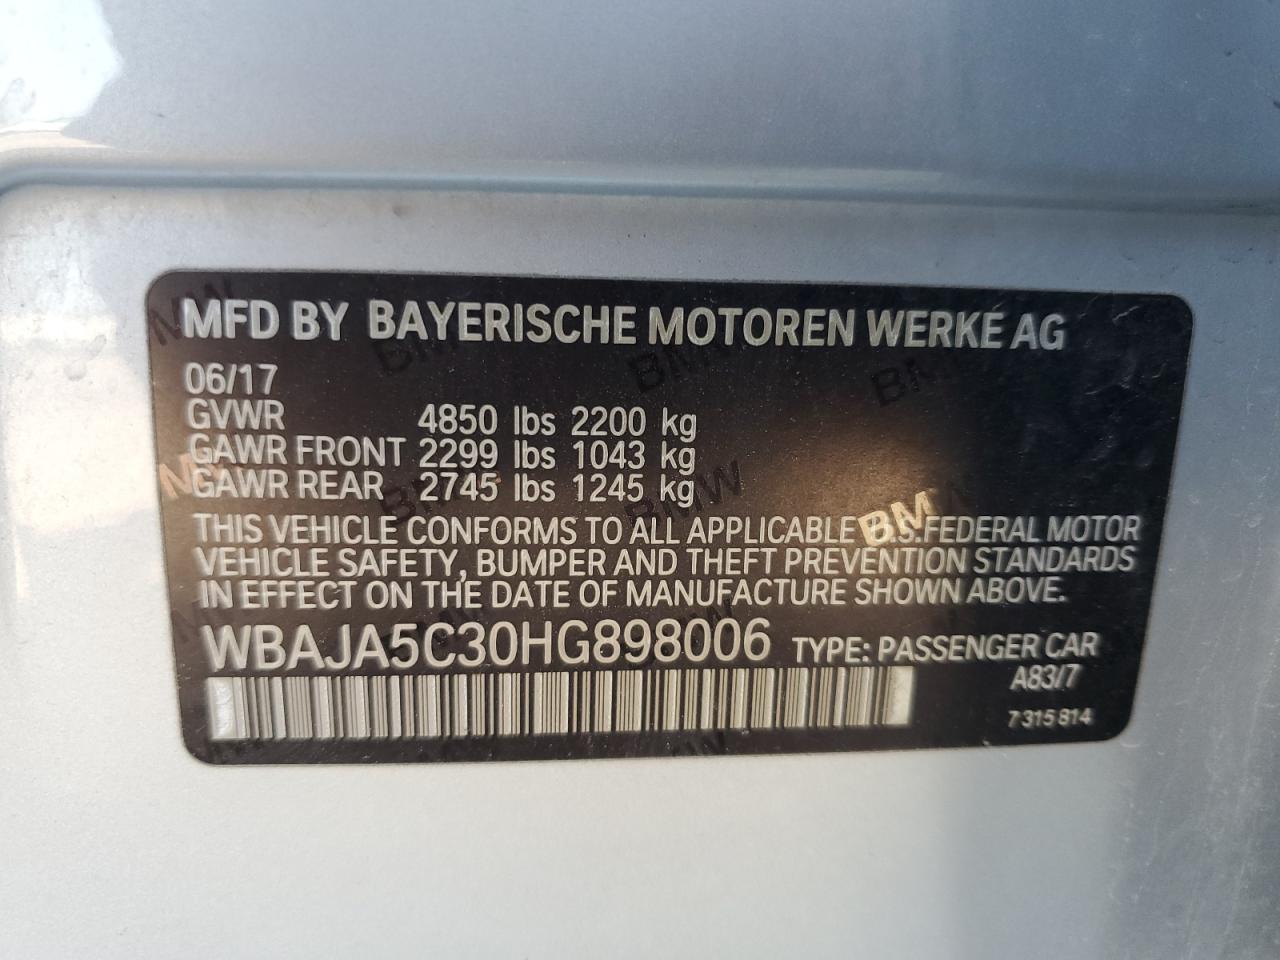 MFD BY BAYERISCHE MOTOREN WERKE AG
06/17
GVWR 4850 lbs 2200 kg
GAWR FRONT 2299 lbs 1043 kg
GAWR REAR 2745 lbs 1245 kg
THIS VEHICLE CONFORMS TO ALL APPLICABLE U.S. FEDERAL MOTOR
VEHICLE SAFETY, BUMPER AND THEFT PREVENTION STANDARDS
IN EFFECT ON THE DATE OF MANUFACTURE SHOWN ABOVE.
WBAJA5C30HG898006 TYPE: PASSENGER CAR
A83/7
7 315 814